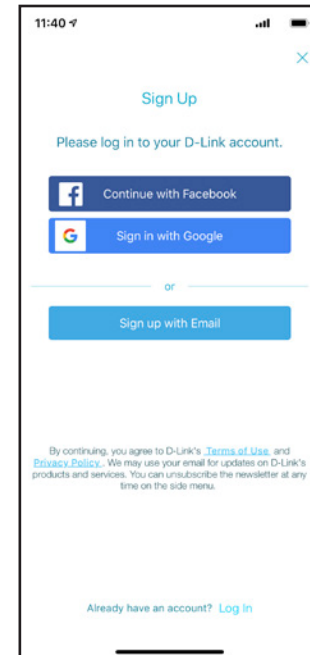 11:40
Sign Up
Please log in to your D-Link account.
Continue with Facebook
Sign in with Google
or
Sign up with Email
By continuing, you agree to D-Link's Terms of Use and
Privacy Policy. We may use your email for updates on D-Link's
products and services. You can unsubscribe the newsletter at any
time on the side menu.
Already have an account? Log In